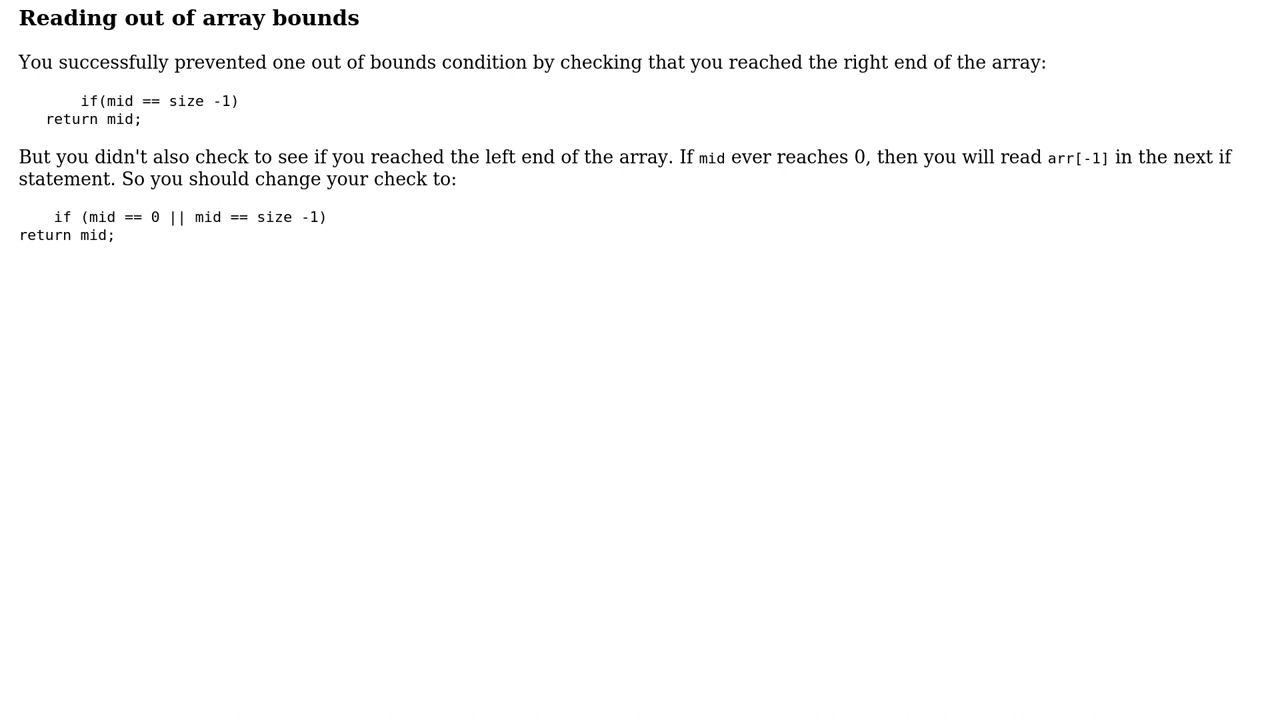 Reading out of array bounds
You successfully prevented one out of bounds condition by checking that you reached the right end of the array:
if(mid == size -1)
return mid;
But you didn't also check to see if you reached the left end of the array. If mid ever reaches 0, then you will read arr[-1] in the next if
statement. So you should change your check to:
if (mid == 0 || mid == size -1)
return mid;